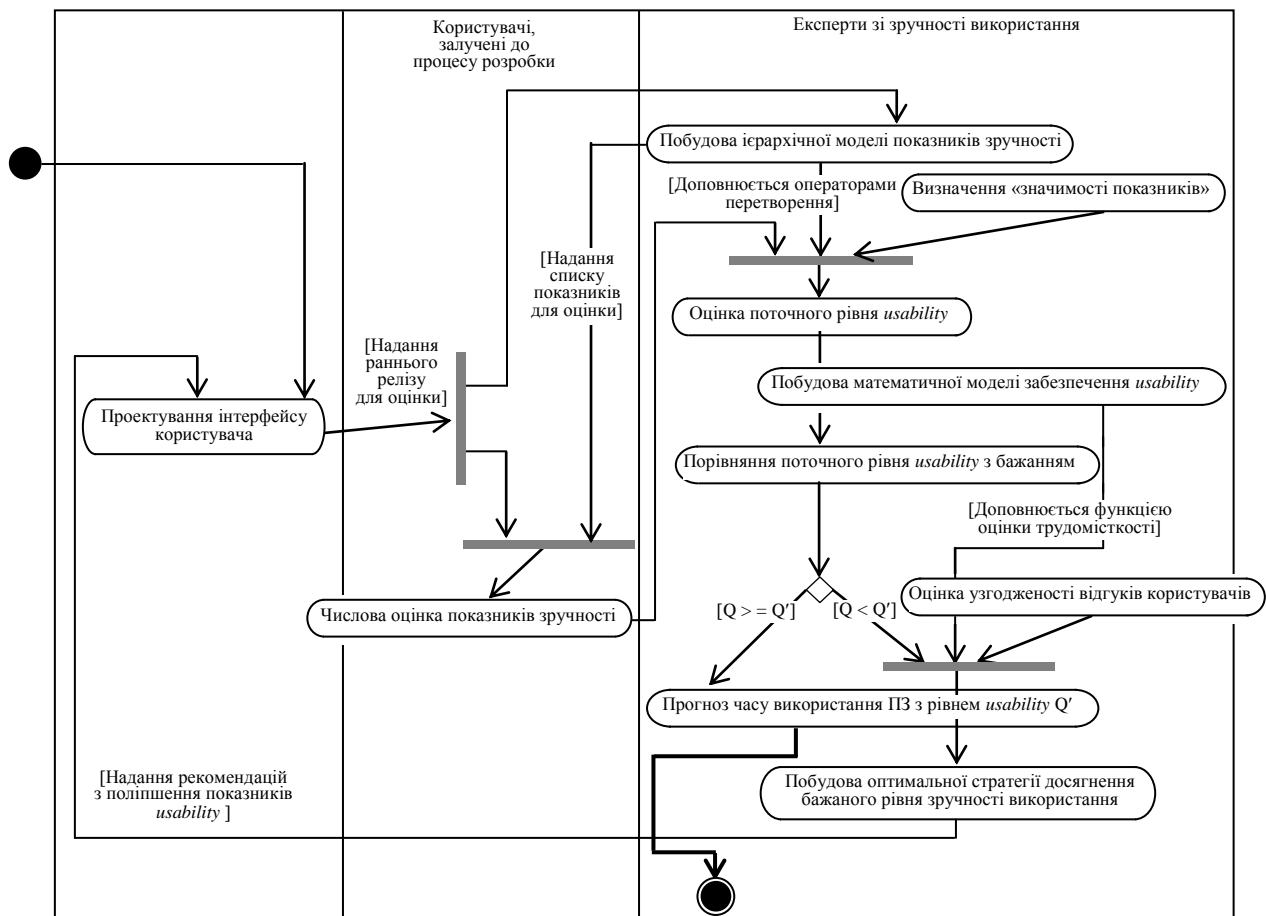 Користувачі,
залучені до
процесу розробки
Експерти зі зручності використання
Побудова ієрархічної моделі показників зручності
[Доповнюється операторами
перетворення]
Визначення «значимості показників»
[Надання
списку
показників
для оцінки]
Оцінка поточного рівня usability
[Надання
раннього
релізу
для оцінки]
Побудова математичної моделі забезпечення usability
Проектування інтерфейсу
користувача
Порівняння поточного рівня usability з бажанням
[Доповнюється функцією
оцінки трудомісткості]
Числова оцінка показників зручності
[Q > = Q′]
[Q < Q′]
Оцінка узгодженості відгуків користувачів
Прогноз часу використання ПЗ з рівнем usability Q′
[Надання рекомендацій
з поліпшення показників
usability ]
Побудова оптимальної стратегії досягнення
бажаного рівня зручності використання